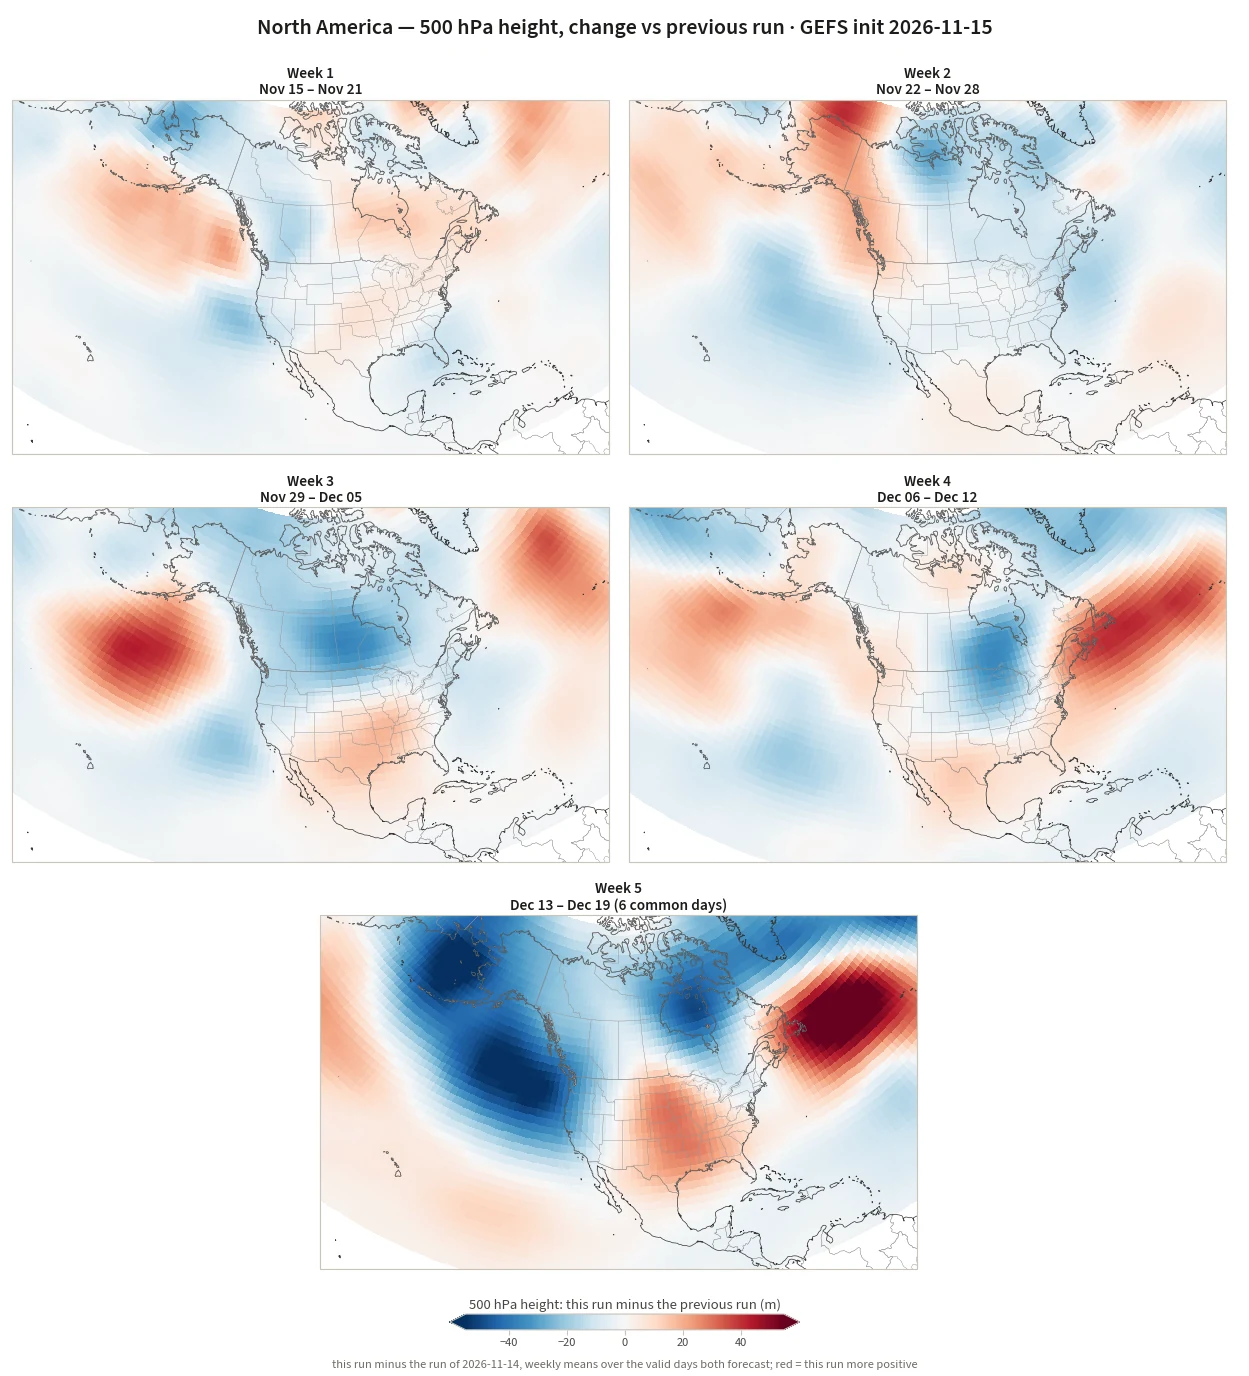 North America — 500 hPa height, change vs previous run · GEFS init 2026-11-15
Week 1
Nov 15 – Nov 21
Week 2
Nov 22 – Nov 28
Week 3
Nov 29 – Dec 05
Week 4
Dec 06 – Dec 12
Week 5
Dec 13 – Dec 19 (6 common days)
500 hPa height: this run minus the previous run (m)
−40 −20 0 20 40
this run minus the run of 2026-11-14, weekly means over the valid days both forecast; red = this run more positive